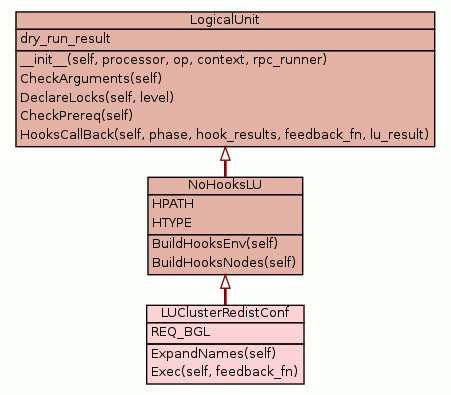 LogicalUnit
dry_run_result
__init__(self, processor, op, context, rpc_runner)
CheckArguments(self)
DeclareLocks(self, level)
CheckPrereq(self)
HooksCallBack(self, phase, hook_results, feedback_fn, lu_result)
NoHooksLU
HPATH
HTYPE
BuildHooksEnv(self)
BuildHooksNodes(self)
LUClusterRedistConf
REQ_BGL
ExpandNames(self)
Exec(self, feedback_fn)